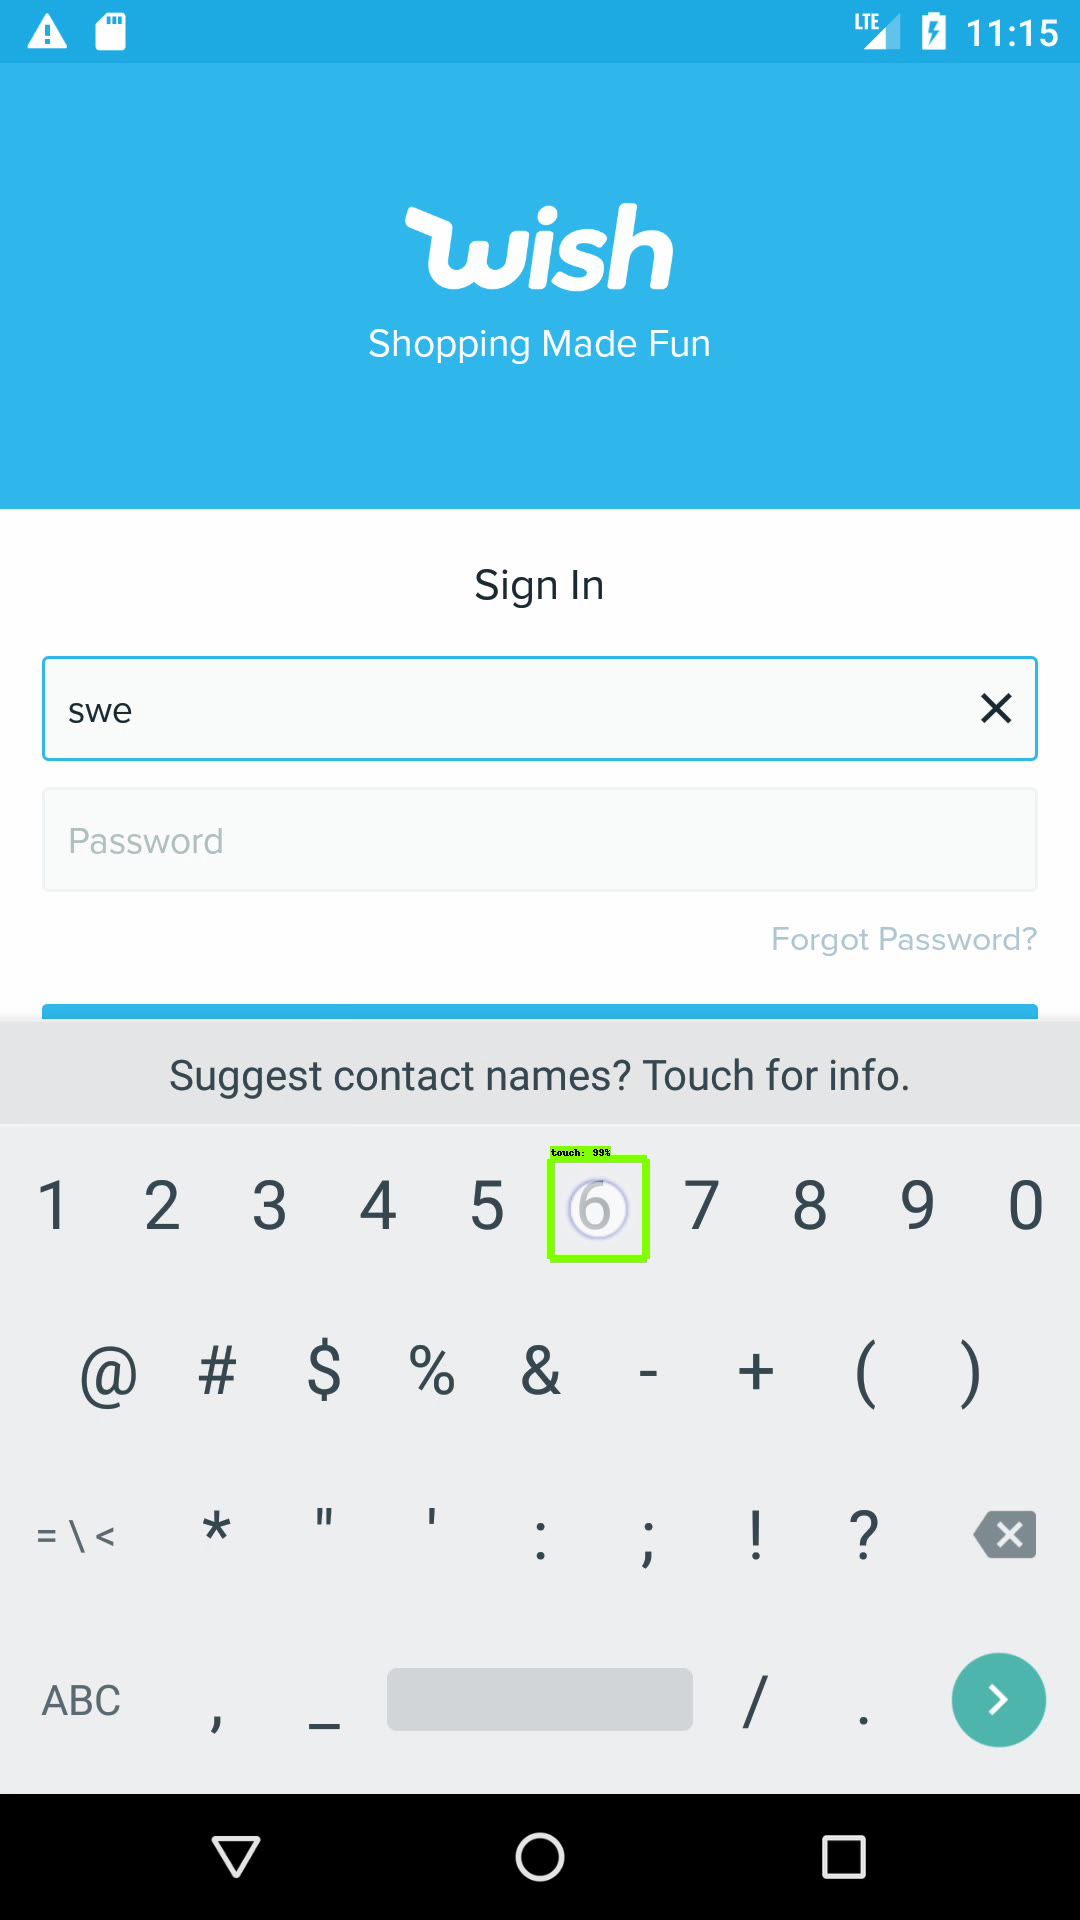 LTE 11:15
wish
Shopping Made Fun
Sign In
swe
Password
Forgot Password?
Suggest contact names? Touch for info.
touch: 99%
1 2 3 4 5 6 7 8 9 0
@ # $ % & - + ( )
= \ < * " ' : ; ! ?
ABC , _ / .